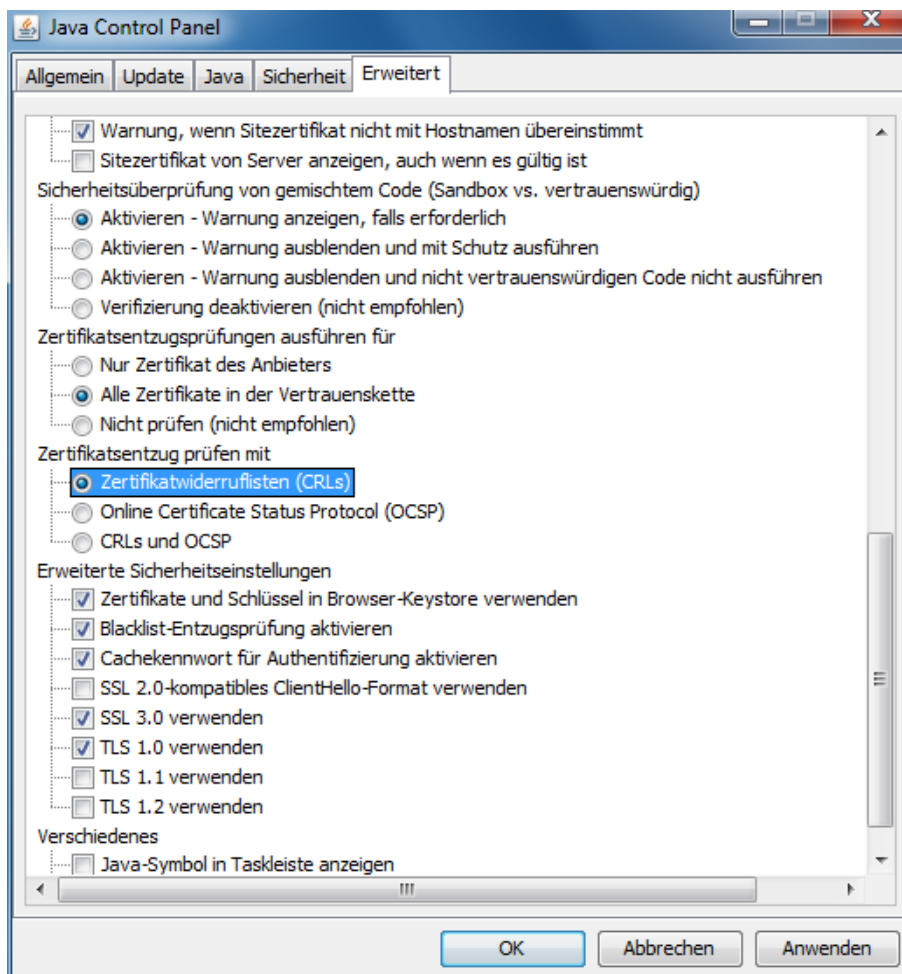 Java Control Panel
Allgemein Update Java Sicherheit Erweitert
Warnung, wenn Sitezertifikat nicht mit Hostnamen übereinstimmt
Sitezertifikat von Server anzeigen, auch wenn es gültig ist
Sicherheitsüberprüfung von gemischtem Code (Sandbox vs. vertrauenswürdig)
Aktivieren - Warnung anzeigen, falls erforderlich
Aktivieren - Warnung ausblenden und mit Schutz ausführen
Aktivieren - Warnung ausblenden und nicht vertrauenswürdigen Code nicht ausführen
Verifizierung deaktivieren (nicht empfohlen)
Zertifikatsentzugsprüfungen ausführen für
Nur Zertifikat des Anbieters
Alle Zertifikate in der Vertrauenskette
Nicht prüfen (nicht empfohlen)
Zertifikatsentzug prüfen mit
Zertifikatwiderruflisten (CRLs)
Online Certificate Status Protocol (OCSP)
CRLs und OCSP
Erweiterte Sicherheitseinstellungen
Zertifikate und Schlüssel in Browser-Keystore verwenden
Blacklist-Entzugsprüfung aktivieren
Cachekennwort für Authentifizierung aktivieren
SSL 2.0-kompatibles ClientHello-Format verwenden
SSL 3.0 verwenden
TLS 1.0 verwenden
TLS 1.1 verwenden
TLS 1.2 verwenden
Verschiedenes
Java-Symbol in Taskleiste anzeigen
OK Abbrechen Anwenden